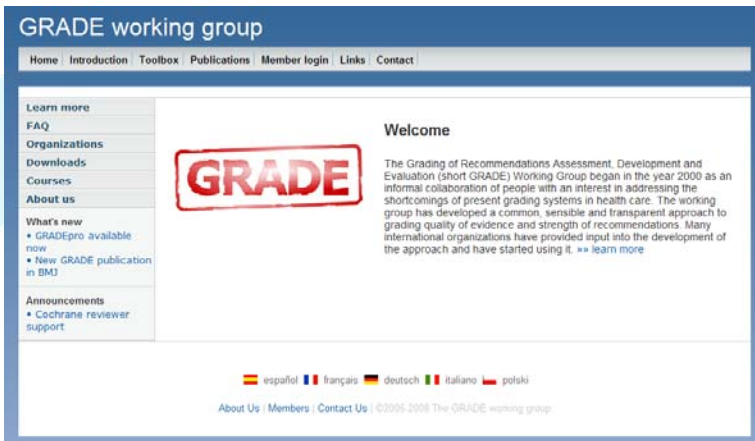 GRADE working group
Home Introduction Toolbox Publications Member login Links Contact
Learn more
FAQ
Organizations
Downloads
Courses
About us
What's new
• GRADEpro available
now
• New GRADE publication
in BMJ
Announcements
• Cochrane reviewer
support
GRADE
Welcome
The Grading of Recommendations Assessment, Development and
Evaluation (short GRADE) Working Group began in the year 2000 as an
informal collaboration of people with an interest in addressing the
shortcomings of present grading systems in health care. The working
group has developed a common, sensible and transparent approach to
grading quality of evidence and strength of recommendations. Many
international organizations have provided input into the development of
the approach and have started using it. »» learn more
español français deutsch italiano polski
About Us | Members | Contact Us | ©2005-2008 The GRADE working group